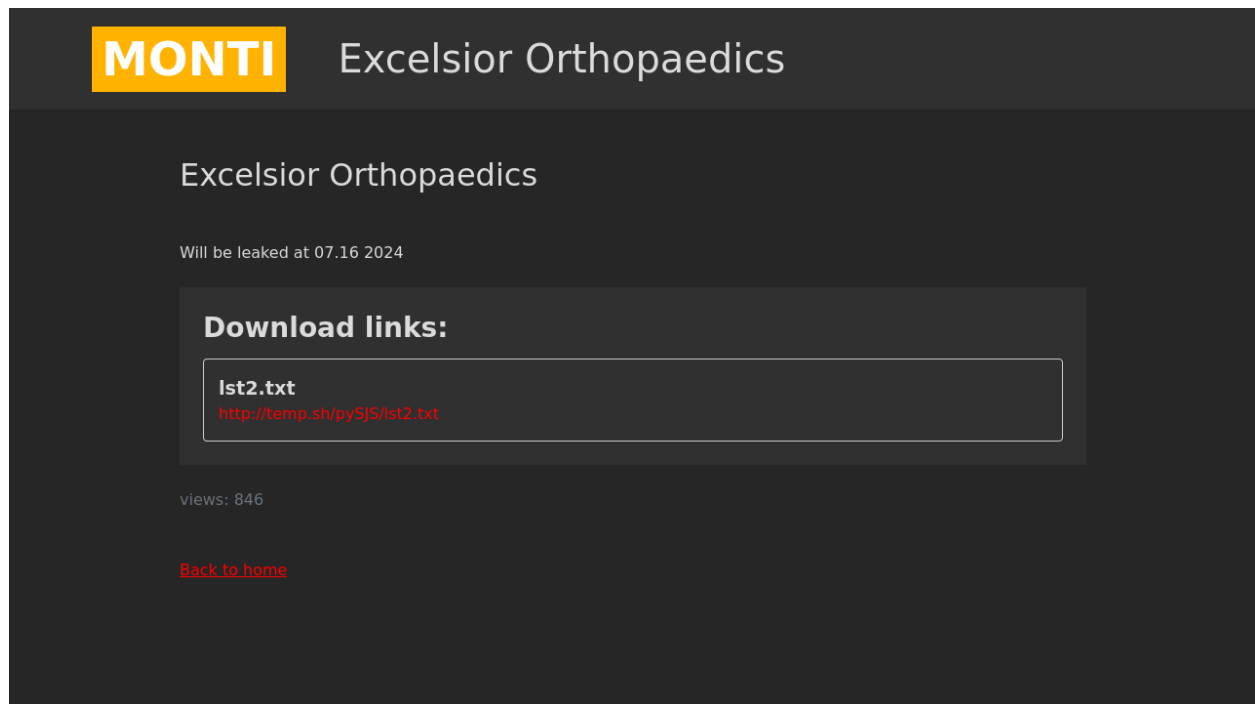 MONTI Excelsior Orthopaedics
Excelsior Orthopaedics
Will be leaked at 07.16 2024
Download links:
lst2.txt
http://temp.sh/pySJS/lst2.txt
views: 846
Back to home